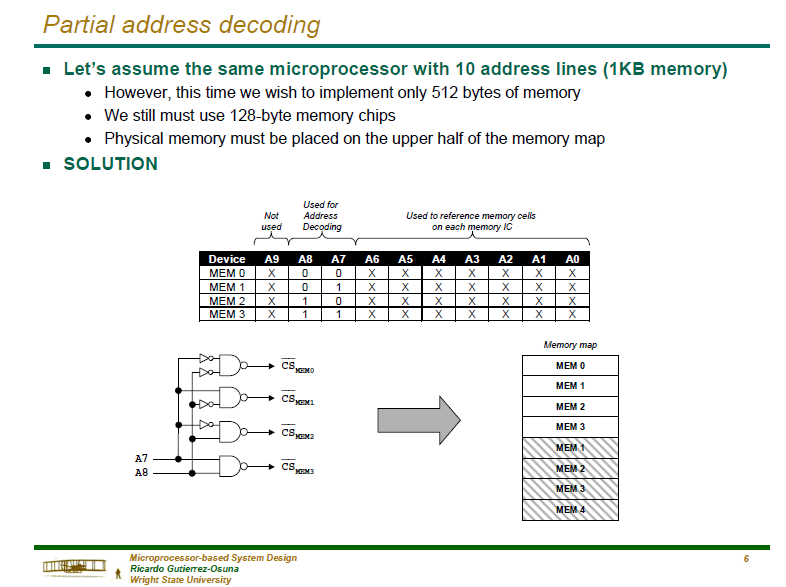 Partial address decoding
Let's assume the same microprocessor with 10 address lines (1KB memory)
However, this time we wish to implement only 512 bytes of memory
We still must use 128-byte memory chips
Physical memory must be placed on the upper half of the memory map
SOLUTION
Not used
Used for Address Decoding
Used to reference memory cells on each memory IC
Device A9 A8 A7 A6 A5 A4 A3 A2 A1 A0
MEM 0 X 0 0 X X X X X X X
MEM 1 X 0 1 X X X X X X X
MEM 2 X 1 0 X X X X X X X
MEM 3 X 1 1 X X X X X X X
CSMEM0
CSMEM1
CSMEM2
CSMEM3
A7
A8
Memory map
MEM 0
MEM 1
MEM 2
MEM 3
MEM 1
MEM 2
MEM 3
MEM 4
Microprocessor-based System Design
Ricardo Gutierrez-Osuna
Wright State University
6